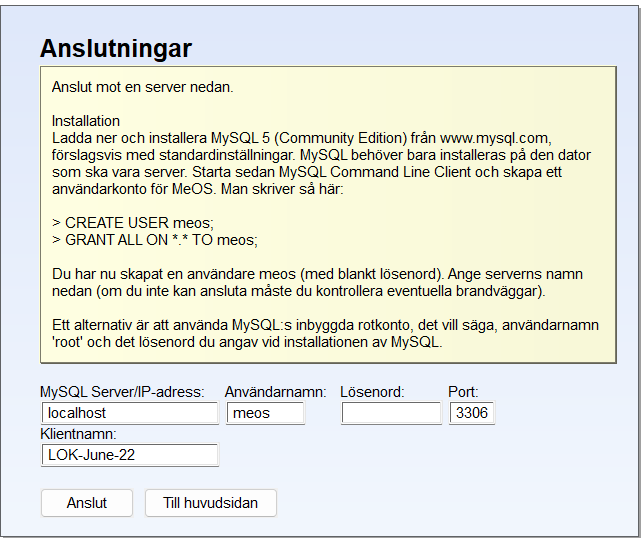 Anslutningar
Anslut mot en server nedan.
Installation
Ladda ner och installera MySQL 5 (Community Edition) från www.mysql.com,
förslagsvis med standardinställningar. MySQL behöver bara installeras på den dator
som ska vara server. Starta sedan MySQL Command Line Client och skapa ett
användarkonto för MeOS. Man skriver så här:
> CREATE USER meos;
> GRANT ALL ON *.* TO meos;
Du har nu skapat en användare meos (med blankt lösenord). Ange serverns namn
nedan (om du inte kan ansluta måste du kontrollera eventuella brandväggar).
Ett alternativ är att använda MySQL:s inbyggda rotkonto, det vill säga, användarnamn
'root' och det lösenord du angav vid installationen av MySQL.
MySQL Server/IP-adress: Användarnamn: Lösenord: Port:
localhost meos 3306
Klientnamn:
LOK-June-22
Anslut Till huvudsidan